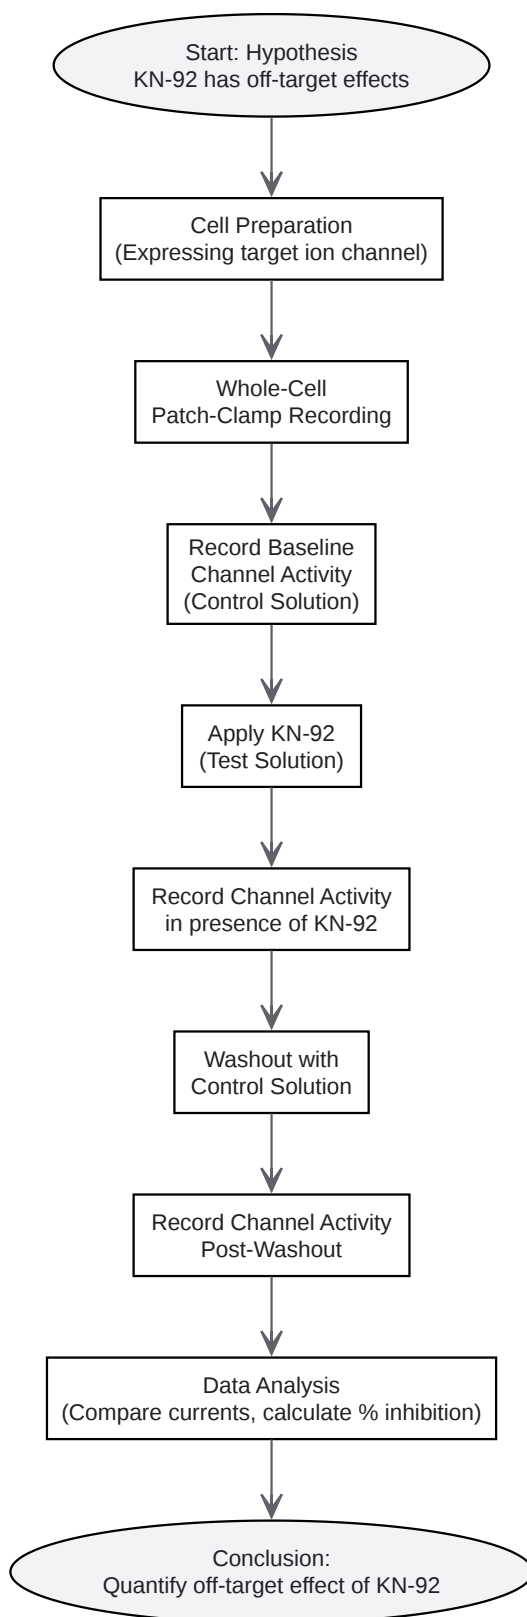 Start: Hypothesis
KN-92 has off-target effects
Cell Preparation
(Expressing target ion channel)
Whole-Cell
Patch-Clamp Recording
Record Baseline
Channel Activity
(Control Solution)
Apply KN-92
(Test Solution)
Record Channel Activity
in presence of KN-92
Washout with
Control Solution
Record Channel Activity
Post-Washout
Data Analysis
(Compare currents, calculate % inhibition)
Conclusion:
Quantify off-target effect of KN-92